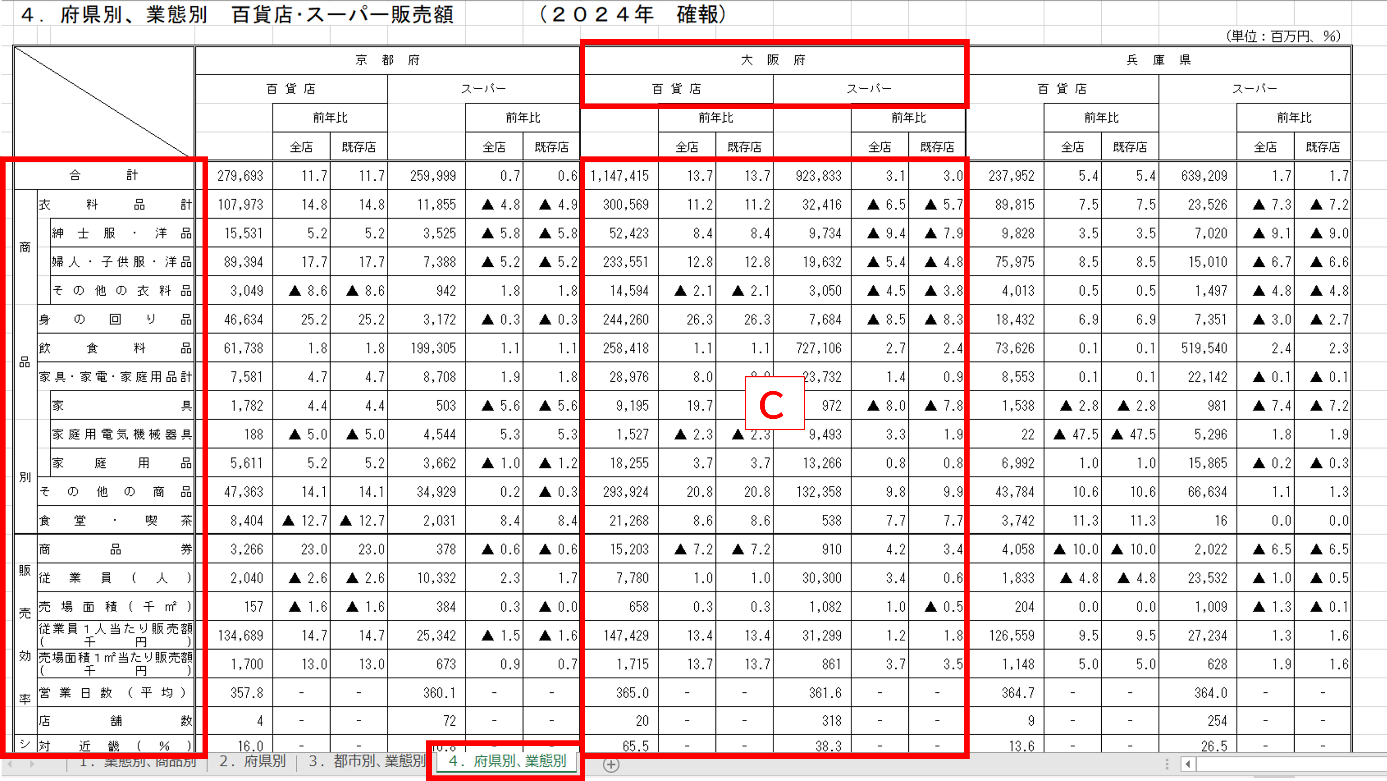 ４．府県別、業態別　百貨店･スーパー販売額　（２０２４年　確報）
（単位：百万円、％）
京都府 大阪府 兵庫県
百貨店 スーパー 百貨店 スーパー 百貨店 スーパー
前年比 前年比 前年比 前年比 前年比 前年比
全店 既存店 全店 既存店 全店 既存店 全店 既存店 全店 既存店 全店 既存店
合計 279,693 11.7 11.7 259,999 0.7 0.6 1,147,415 13.7 13.7 923,833 3.1 3.0 237,952 5.4 5.4 639,209 1.7 1.7
衣料品計 107,973 14.8 14.8 11,855 ▲ 4.8 ▲ 4.9 300,569 11.2 11.2 32,416 ▲ 6.5 ▲ 5.7 89,815 7.5 7.5 23,526 ▲ 7.3 ▲ 7.2
商 紳士服・洋品 15,531 5.2 5.2 3,525 ▲ 5.8 ▲ 5.8 52,423 8.4 8.4 9,734 ▲ 9.4 ▲ 7.9 9,828 3.5 3.5 7,020 ▲ 9.1 ▲ 9.0
婦人・子供服・洋品 89,394 17.7 17.7 7,388 ▲ 5.2 ▲ 5.2 233,551 12.8 12.8 19,632 ▲ 5.4 ▲ 4.8 75,975 8.5 8.5 15,010 ▲ 6.7 ▲ 6.6
その他の衣料品 3,049 ▲ 8.6 ▲ 8.6 942 1.8 1.8 14,594 ▲ 2.1 ▲ 2.1 3,050 ▲ 4.5 ▲ 3.8 4,013 0.5 0.5 1,497 ▲ 4.8 ▲ 4.8
身の回り品 46,634 25.2 25.2 3,172 ▲ 0.3 ▲ 0.3 244,260 26.3 26.3 7,684 ▲ 8.5 ▲ 8.3 18,432 6.9 6.9 7,351 ▲ 3.0 ▲ 2.7
品 飲食料品 61,738 1.8 1.8 199,305 1.1 1.1 258,418 1.1 1.1 727,106 2.7 2.4 73,626 0.1 0.1 519,540 2.4 2.3
家具･家電･家庭用品計 7,581 4.7 4.7 8,708 1.9 1.8 28,976 8.0 8.0 23,732 1.4 0.9 8,553 0.1 0.1 22,142 ▲ 0.1 ▲ 0.1
家具 1,782 4.4 4.4 503 ▲ 5.6 ▲ 5.6 9,195 19.7 C 972 ▲ 8.0 ▲ 7.8 1,538 ▲ 2.8 ▲ 2.8 981 ▲ 7.4 ▲ 7.2
家庭用電気機械器具 188 ▲ 5.0 ▲ 5.0 4,544 5.3 5.3 1,527 ▲ 2.3 ▲ 2.3 9,493 3.3 1.9 22 ▲ 47.5 ▲ 47.5 5,296 1.8 1.9
別 家庭用品 5,611 5.2 5.2 3,662 ▲ 1.0 ▲ 1.2 18,255 3.7 3.7 13,266 0.8 0.8 6,992 1.0 1.0 15,865 ▲ 0.2 ▲ 0.3
その他の商品 47,363 14.1 14.1 34,929 0.2 ▲ 0.3 293,924 20.8 20.8 132,358 9.8 9.9 43,784 10.6 10.6 66,634 1.1 1.3
食堂・喫茶 8,404 ▲ 12.7 ▲ 12.7 2,031 8.4 8.4 21,268 8.6 8.6 538 7.7 7.7 3,742 11.3 11.3 16 0.0 0.0
商品券 3,266 23.0 23.0 378 ▲ 0.6 ▲ 0.6 15,203 ▲ 7.2 ▲ 7.2 910 4.2 3.4 4,058 ▲ 10.0 ▲ 10.0 2,022 ▲ 6.5 ▲ 6.5
販 従業員（人） 2,040 ▲ 2.6 ▲ 2.6 10,332 2.3 1.7 7,780 1.0 1.0 30,300 3.4 0.6 1,833 ▲ 4.8 ▲ 4.8 23,532 ▲ 1.0 ▲ 0.5
売 売場面積（千㎡） 157 ▲ 1.6 ▲ 1.6 384 0.3 ▲ 0.0 658 0.3 0.3 1,082 1.0 ▲ 0.5 204 0.0 0.0 1,009 ▲ 1.3 ▲ 0.1
従業員１人当たり販売額（千円） 134,689 14.7 14.7 25,342 ▲ 1.5 ▲ 1.6 147,429 13.4 13.4 31,299 1.2 1.8 126,559 9.5 9.5 27,234 1.3 1.6
効 売場面積１㎡当たり販売額（千円） 1,700 13.0 13.0 673 0.9 0.7 1,715 13.7 13.7 861 3.7 3.5 1,148 5.0 5.0 628 1.9 1.6
率 営業日数（平均） 357.8 - - 360.1 - - 365.0 - - 361.6 - - 364.7 - - 364.0 - -
店舗数 4 - - 72 - - 20 - - 318 - - 9 - - 254 - -
シ 対近畿（％） 16.0 - - - - 65.5 - - 38.3 - - 13.6 - - 26.5 - -
１．業態別、商品別 ２．府県別 ３．都市別、業態別 ４．府県別、業態別